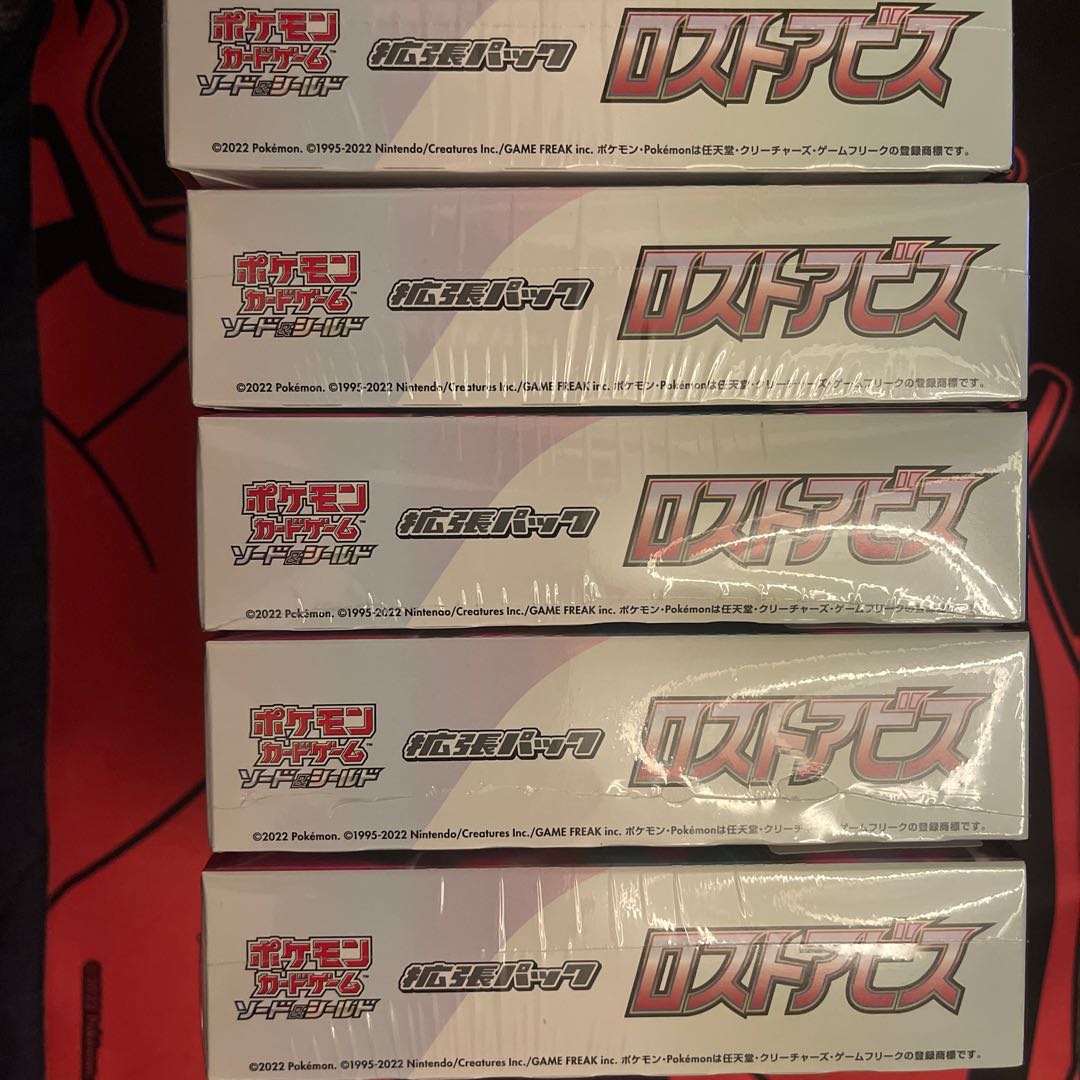 ポケモン
カードゲーム
ソード&シールド
拡張パック
ロストアビス
©2022 Pokémon. ©1995-2022 Nintendo/Creatures Inc./GAME FREAK inc. ポケモン・Pokémonは任天堂・クリーチャーズ・ゲームフリークの登録商標です。
ポケモン
カードゲーム™
ソード&シールド
拡張パック
ロストアビス
©2022 Pokémon. ©1995-2022 Nintendo/Creatures Inc./GAME FREAK inc. ポケモン・Pokémonは任天堂・クリーチャーズ・ゲームフリークの登録商標です。
ポケモン
カードゲーム™
ソード&シールド
拡張パック
ロストアビス
©2022 Pokémon. ©1995-2022 Nintendo/Creatures Inc./GAME FREAK inc. ポケモン・Pokémonは任天堂・クリーチャーズ・ゲームフリークの登録商標です。
ポケモン
カードゲーム™
ソード&シールド
拡張パック
ロストアビス
©2022 Pokémon. ©1995-2022 Nintendo/Creatures Inc./GAME FREAK inc. ポケモン・Pokémonは任天堂・クリーチャーズ・ゲームフリークの登録商標です。
ポケモン
カードゲーム™
ソード&シールド
拡張パック
ロストアビス
©2022 Pokémon. ©1995-2022 Nintendo/Creatures Inc./GAME FREAK inc. ポケモン・Pokémonは任天堂・クリーチャーズ・ゲームフリークの登録商標です。